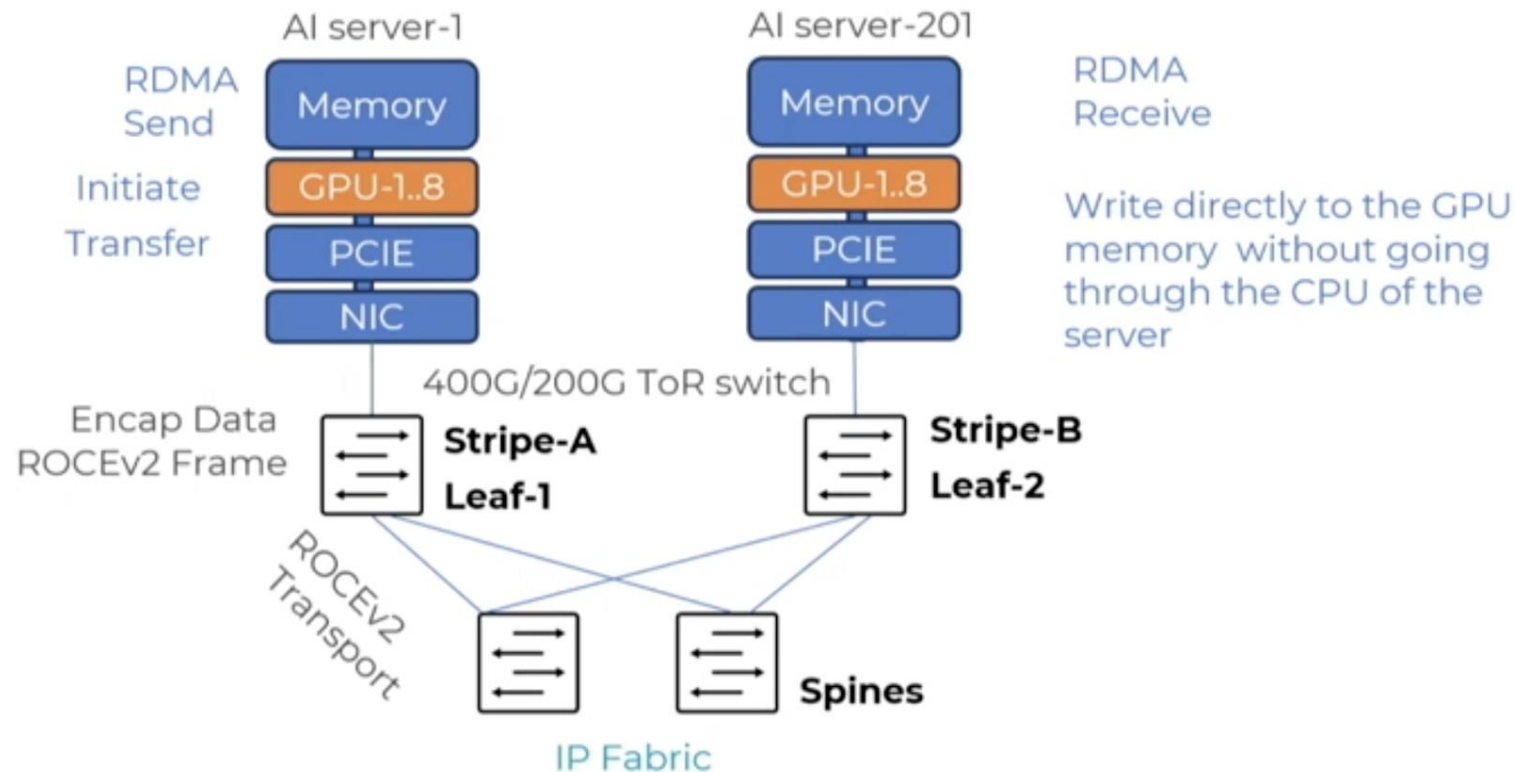 AI server-1
AI server-201
RDMA
Send
Memory
Memory
RDMA
Receive
Initiate
GPU-1..8
GPU-1..8
Transfer
PCIE
PCIE
Write directly to the GPU
memory without going
through the CPU of the
server
NIC
NIC
400G/200G ToR switch
Encap Data
ROCEv2 Frame
Stripe-A
Leaf-1
Stripe-B
Leaf-2
ROCEv2
Transport
Spines
IP Fabric